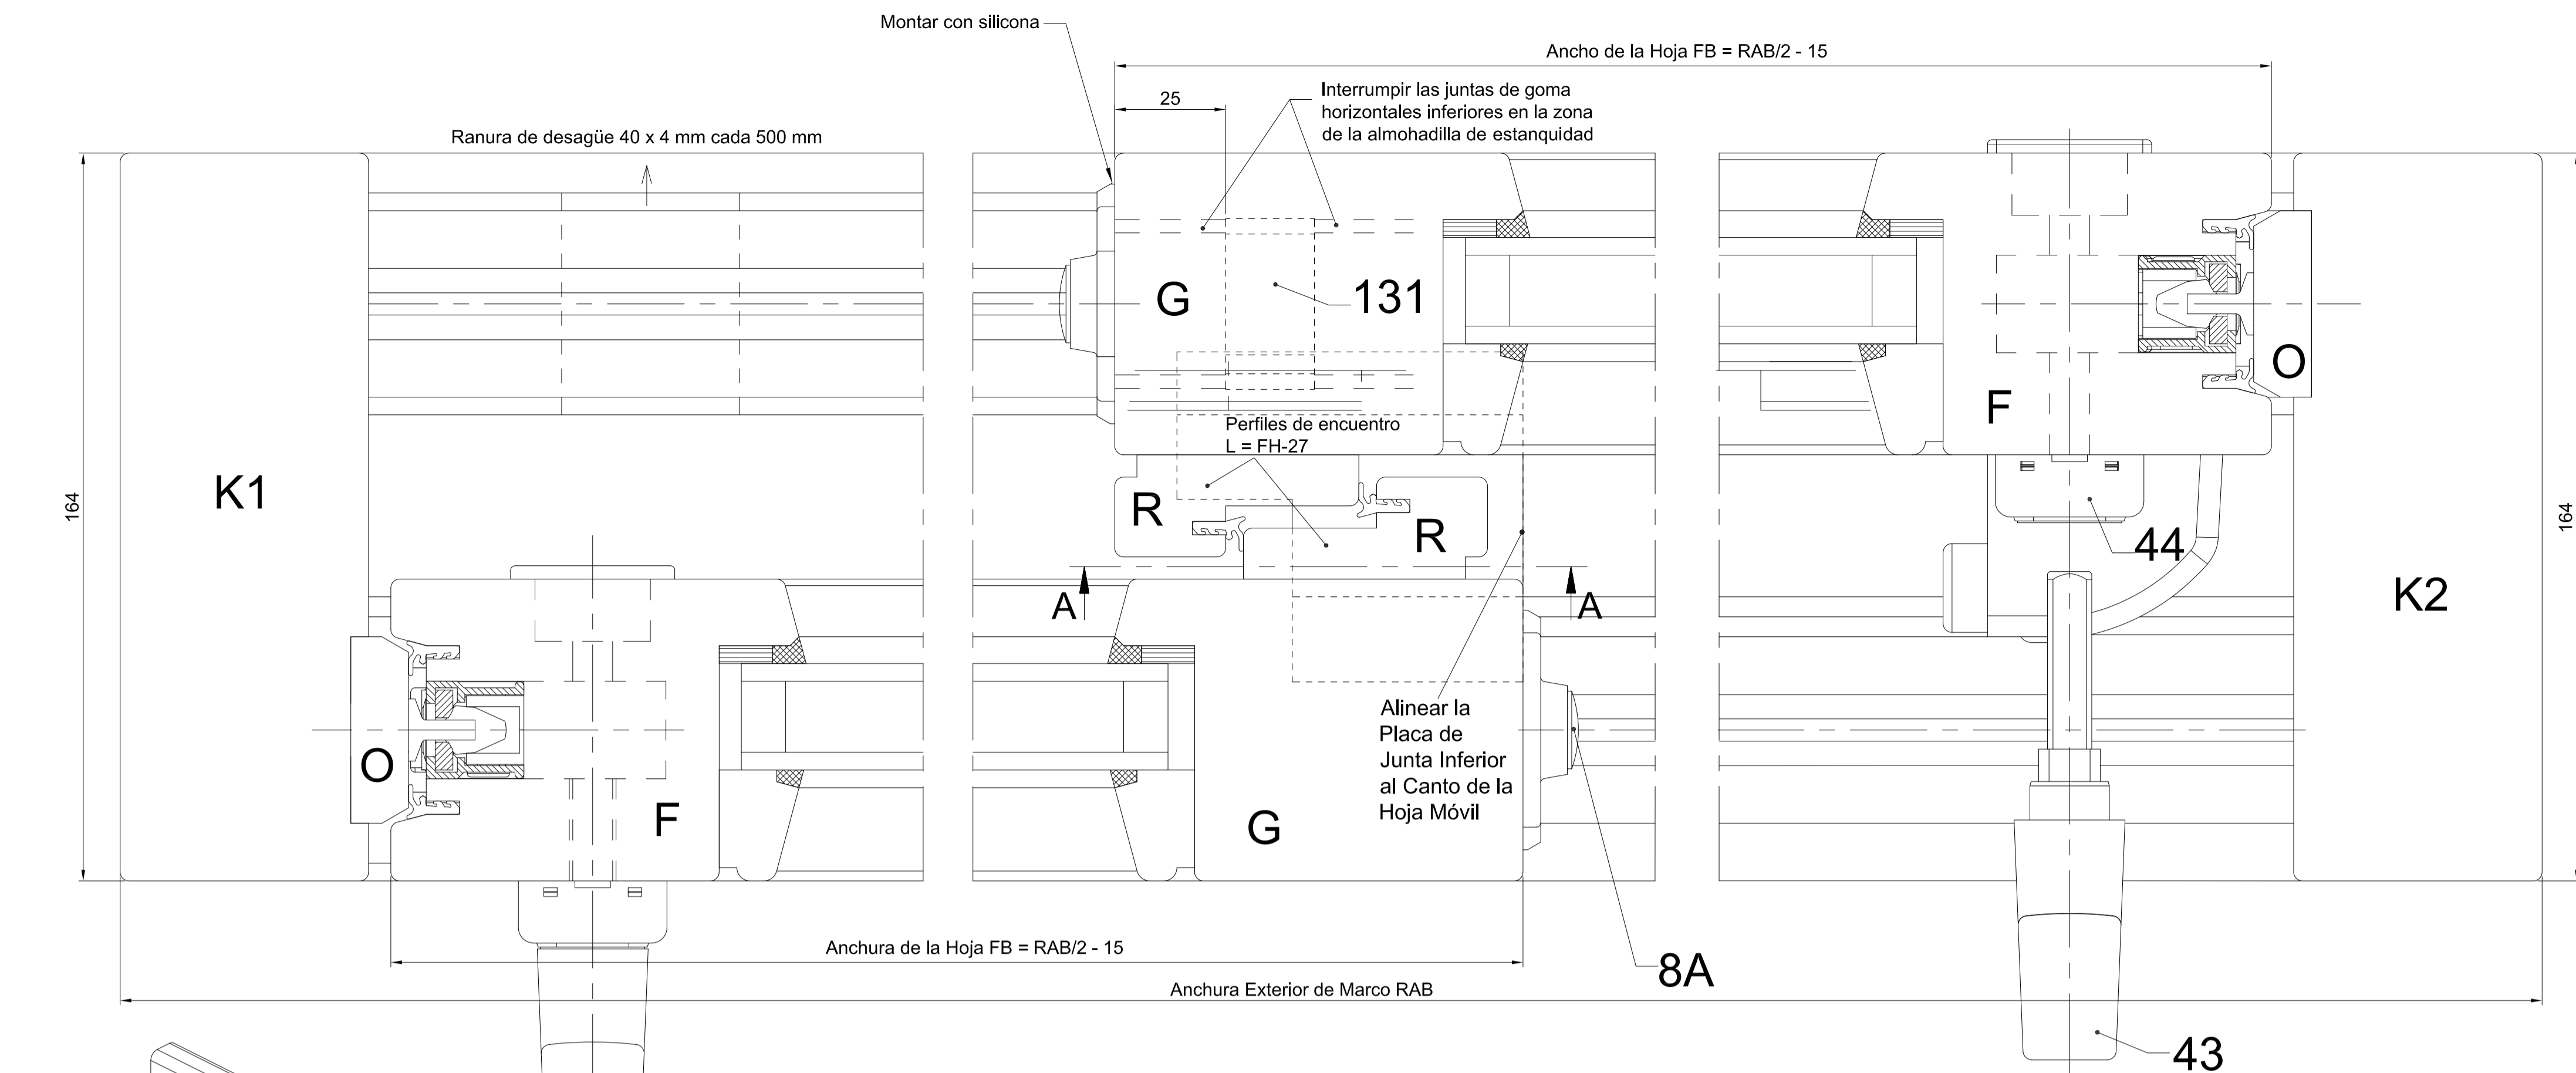 Montar con silicona
Ancho de la Hoja FB = RAB/2 - 15
25
Interrumpir las juntas de goma
horizontales inferiores en la zona
de la almohadilla de estanquidad
Ranura de desagüe 40 x 4 mm cada 500 mm
G
131
O
F
Perfiles de encuentro
L = FH-27
K1
R
R
164
164
44
A
A
K2
Alinear la
Placa de
Junta Inferior
al Canto de la
Hoja Móvil
O
F
G
Anchura de la Hoja FB = RAB/2 - 15
8A
Anchura Exterior de Marco RAB
43